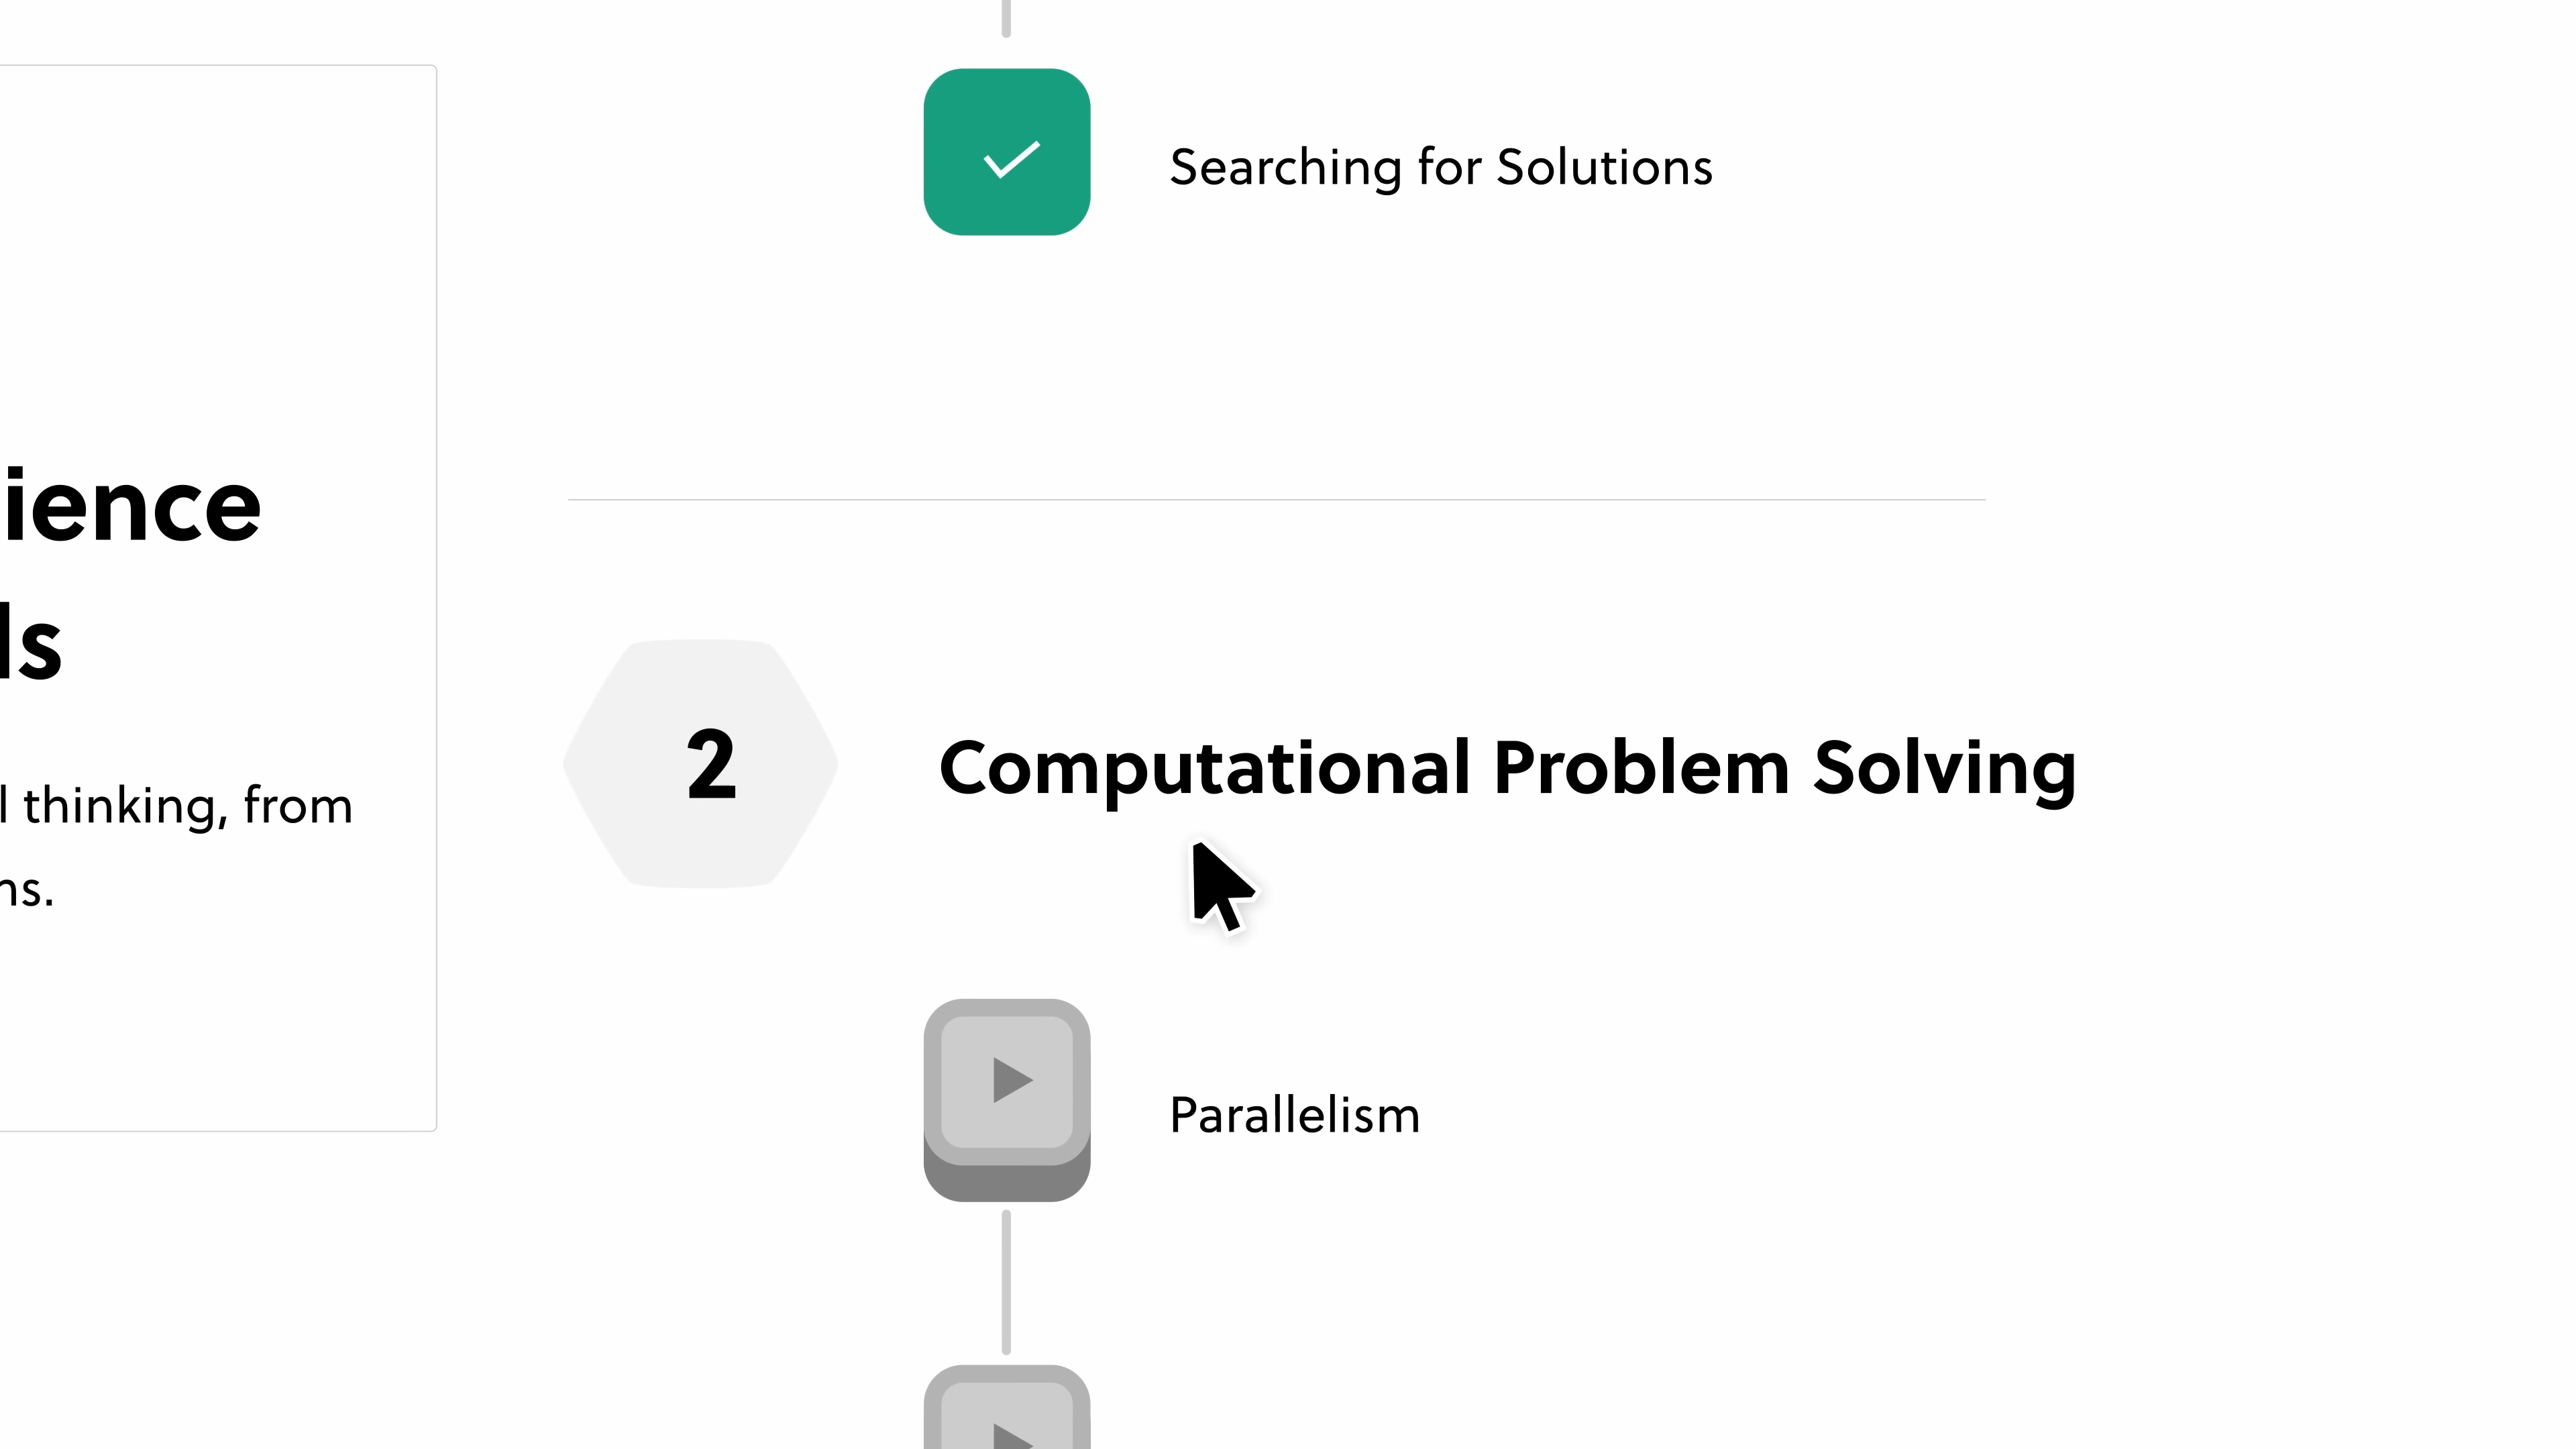 ience
ls
l thinking, from
ns.
Searching for Solutions
2
Computational Problem Solving
Parallelism